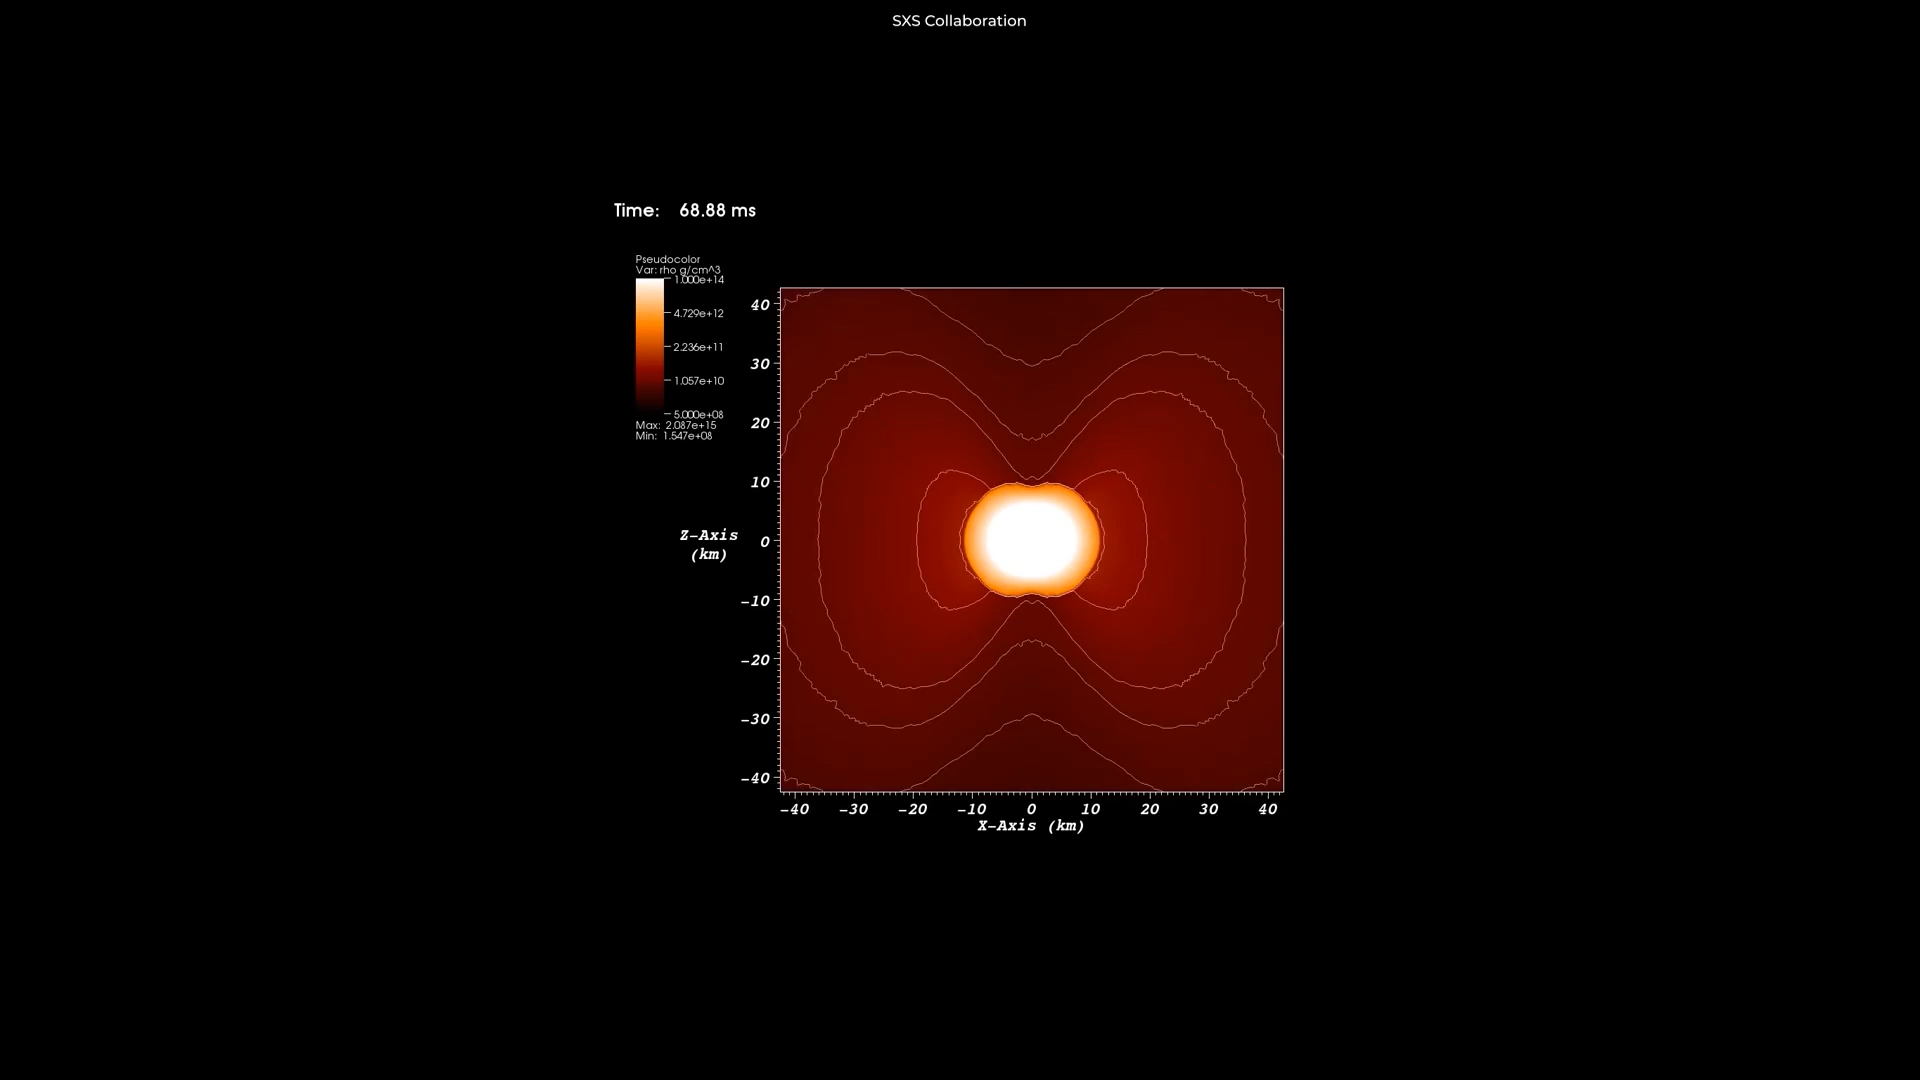 SXS Collaboration
Time: 68.88 ms
Pseudocolor
Var: rho g/cm^3
1.000e+14
4.729e+12
2.236e+11
1.057e+10
5.000e+08
Max: 2.087e+15
Min: 1.547e+08
40
30
20
10
Z-Axis
(km)
0
-10
-20
-30
-40
-40 -30 -20 -10 0 10 20 30 40
X-Axis (km)